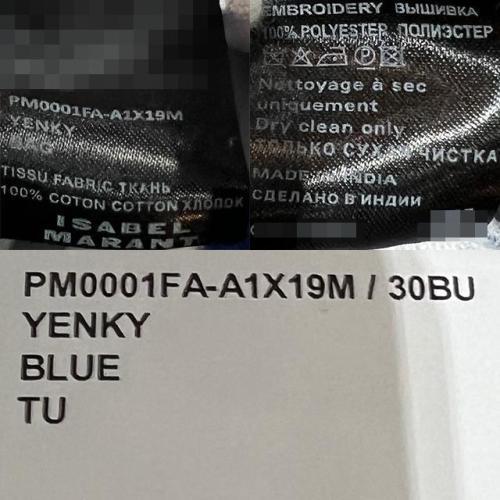 PM0001FA-A1X19M
YENKY
BAG
TISSU FABRIC ТКАНЬ
100% COTON COTTON ХЛОПОК
ISABEL
MARANT
EMBROIDERY ВЫШИВКА
100% POLYESTER ПОЛИЭСТЕР
Nettoyage à sec
uniquement
Dry clean only
ТОЛЬКО СУХАЯ ЧИСТКА
MADE IN INDIA
СДЕЛАНО В ИНДИИ
PM0001FA-A1X19M / 30BU
YENKY
BLUE
TU